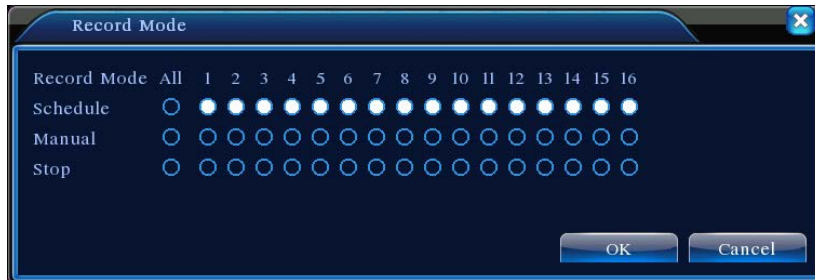 Record Mode
Record Mode All 1 2 3 4 5 6 7 8 9 10 11 12 13 14 15 16
Schedule
Manual
Stop
OK Cancel